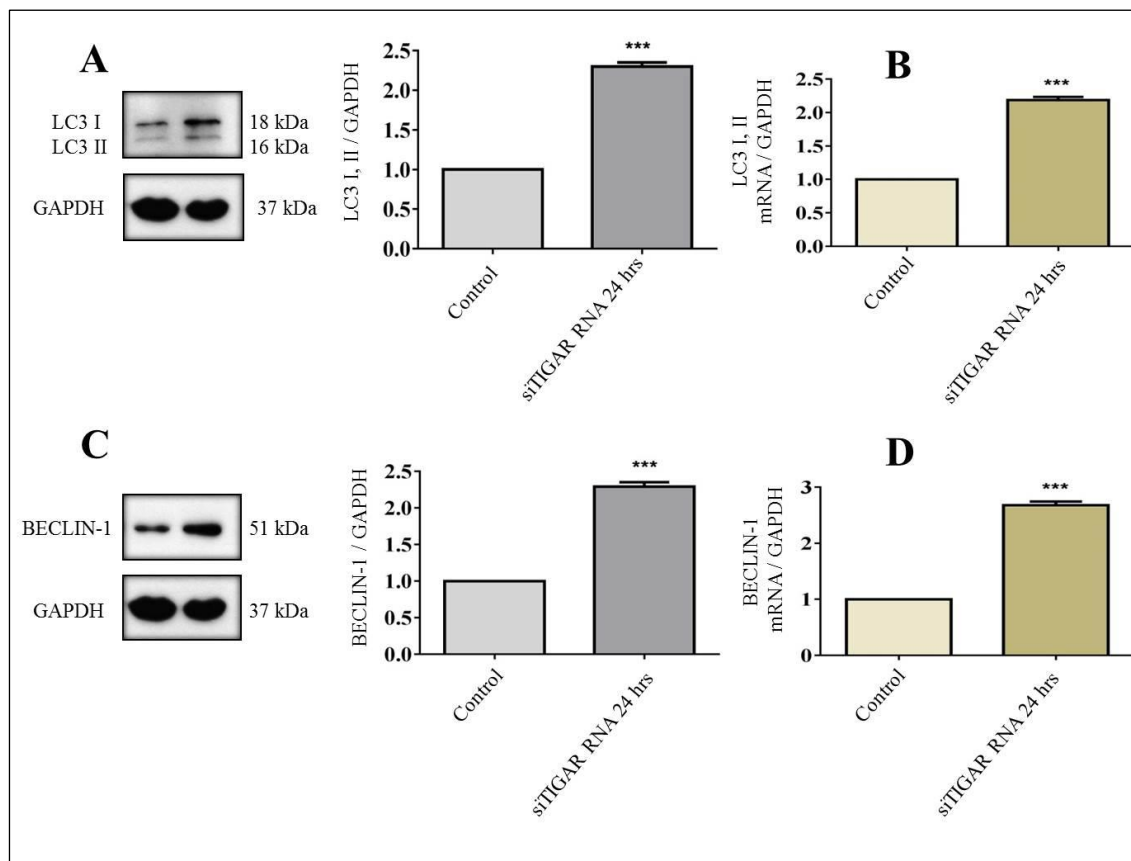 A
LC3 I
LC3 II
18 kDa
16 kDa
GAPDH
37 kDa
LC3 I, II / GAPDH
2.5
2.0
1.5
1.0
0.5
0.0
***
Control
siTIGAR RNA 24 hrs
B
LC3 I, II
mRNA / GAPDH
2.5
2.0
1.5
1.0
0.5
0.0
***
Control
siTIGAR RNA 24 hrs
C
BECLIN-1
51 kDa
GAPDH
37 kDa
BECLIN-1 / GAPDH
2.5
2.0
1.5
1.0
0.5
0.0
***
Control
siTIGAR RNA 24 hrs
D
BECLIN-1
mRNA / GAPDH
3
2
1
0
***
Control
siTIGAR RNA 24 hrs